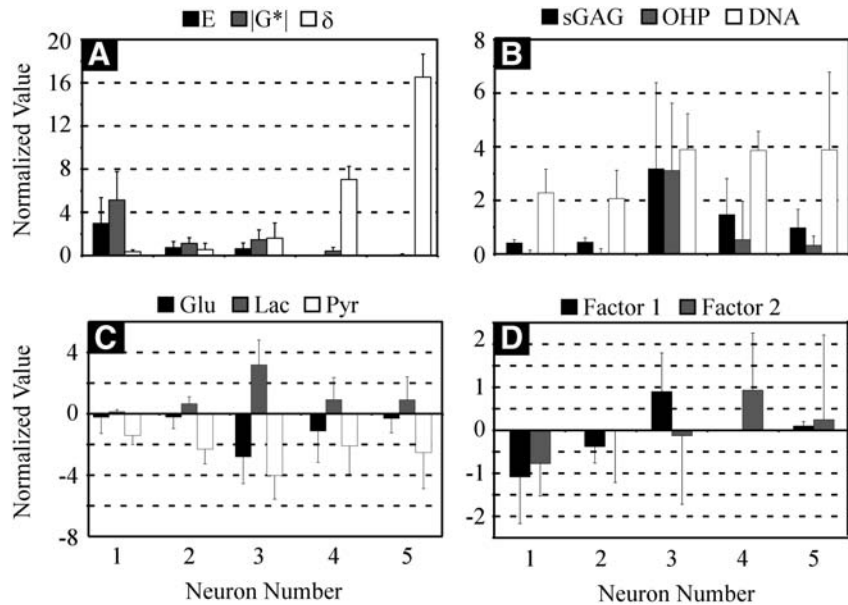 E |G*| δ
sGAG OHP DNA
A
B
Normalized Value
20
16
12
8
4
0
8
6
4
2
0
Glu Lac Pyr
Factor 1 Factor 2
C
D
Normalized Value
4
0
-4
-8
2
1
0
-1
-2
1 2 3 4 5
1 2 3 4 5
Neuron Number
Neuron Number